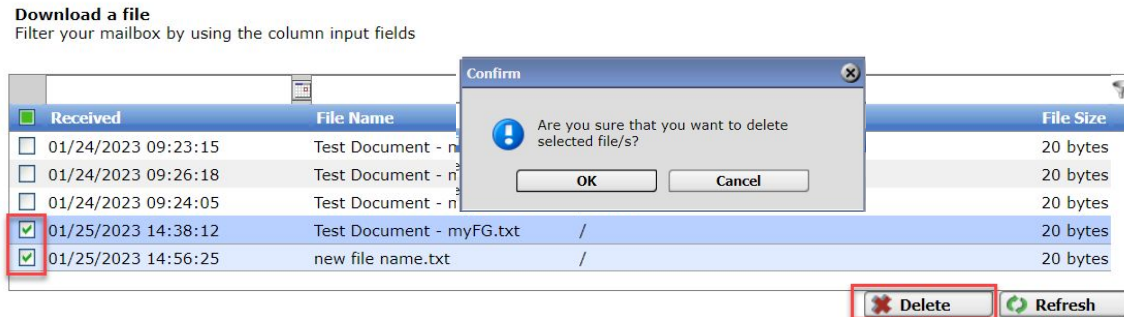 Download a file
Filter your mailbox by using the column input fields
Confirm
Are you sure that you want to delete
selected file/s?
OK Cancel
Received File Name File Size
01/24/2023 09:23:15 Test Document - 20 bytes
01/24/2023 09:26:18 Test Document - 20 bytes
01/24/2023 09:24:05 Test Document - 20 bytes
01/25/2023 14:38:12 Test Document - myFG.txt / 20 bytes
01/25/2023 14:56:25 new file name.txt / 20 bytes
Delete Refresh